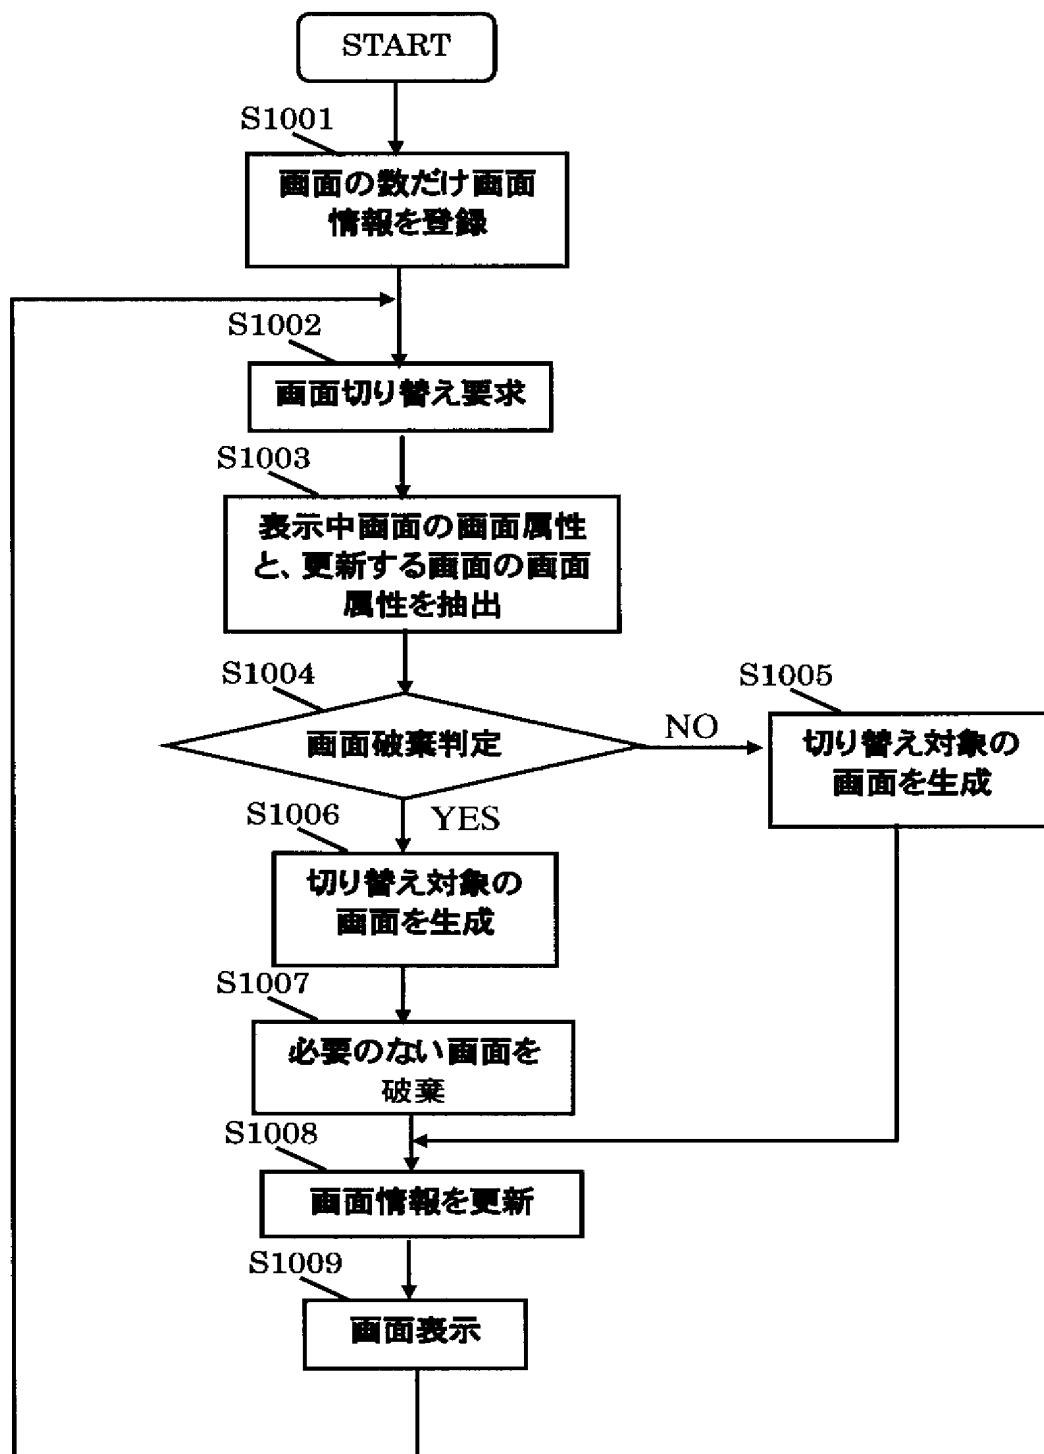 START
S1001
画面の数だけ画面
情報を登録
S1002
画面切り替え要求
S1003
表示中画面の画面属性
と、更新する画面の画面
属性を抽出
S1004
画面破棄判定
NO
S1005
切り替え対象の
画面を生成
YES
S1006
切り替え対象の
画面を生成
S1007
必要のない画面を
破棄
S1008
画面情報を更新
S1009
画面表示